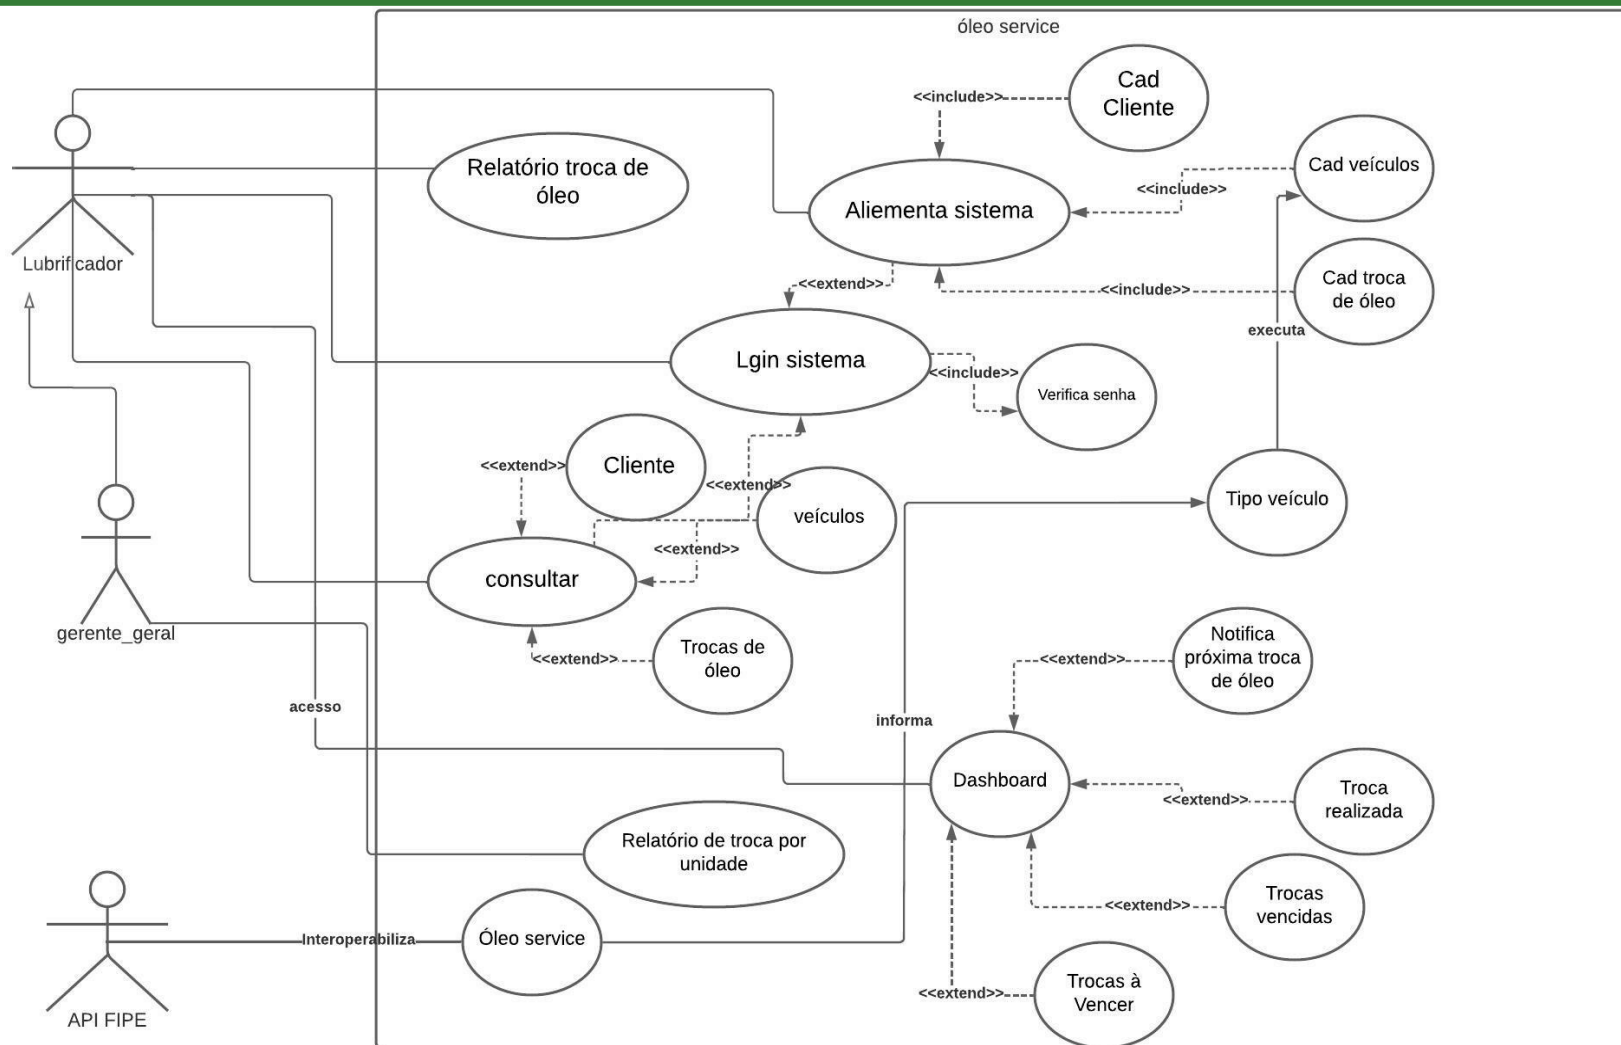 óleo service
Cad
Cliente
<<include>>
Relatório troca de
óleo
Cad veículos
<<include>>
Aliementa sistema
Lubrificador
<<extend>>
<<include>>
Cad troca
de óleo
executa
Lgin sistema
<<include>>
Verifica senha
<<extend>>
Cliente
<<extend>>
veículos
Tipo veículo
<<extend>>
consultar
gerente_geral
Trocas de
óleo
<<extend>>
Notifica
próxima troca
de óleo
<<extend>>
acesso
informa
Dashboard
Troca
realizada
<<extend>>
Relatório de troca por
unidade
Trocas
vencidas
<<extend>>
Interoperabiliza
Óleo service
Trocas à
Vencer
<<extend>>
API FIPE